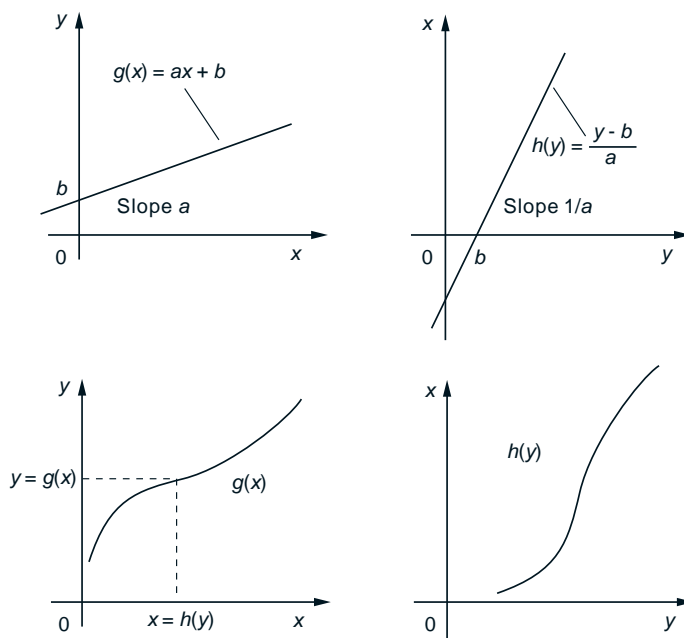 y
g(x) = ax + b
b
Slope a
0
x
x
h(y) = y - b / a
Slope 1/a
0
b
y
y
y = g(x)
g(x)
0
x = h(y)
x
x
h(y)
0
y